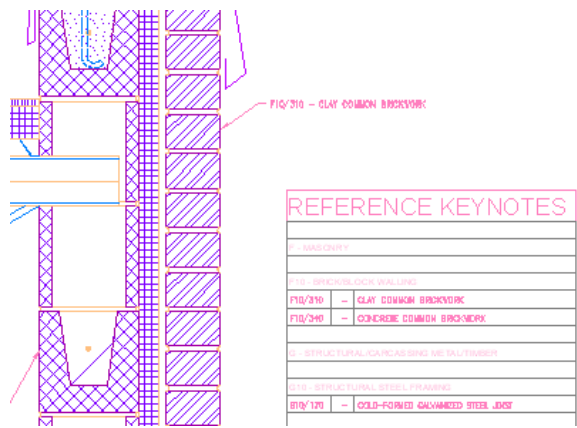 F10/310 - CLAY COMMON BRICKWORK
REFERENCE KEYNOTES
F - MASONRY
F10 - BRICK/BLOCK WALLING
F10/310 - CLAY COMMON BRICKWORK
F10/340 - CONCRETE COMMON BRICKWORK
G - STRUCTURAL/CARCASSING METAL/TIMBER
G10 - STRUCTURAL STEEL FRAMING
G10/170 - COLD-FORMED GALVANIZED STEEL JOIST